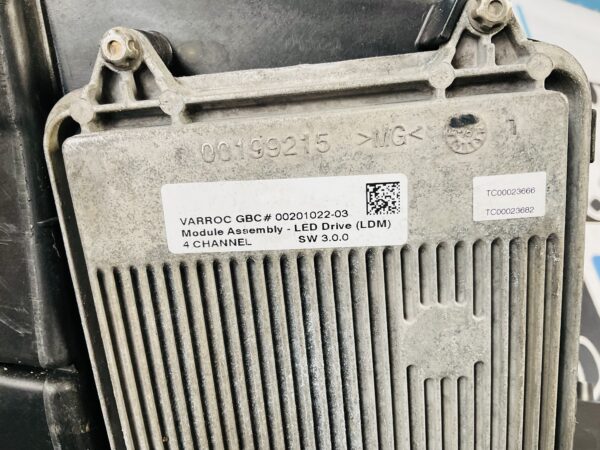 00199215 >MG< 1
VARROC GBC# 00201022-03
Module Assembly - LED Drive (LDM)
4 CHANNEL SW 3.0.0
TC00023666
TC00023682